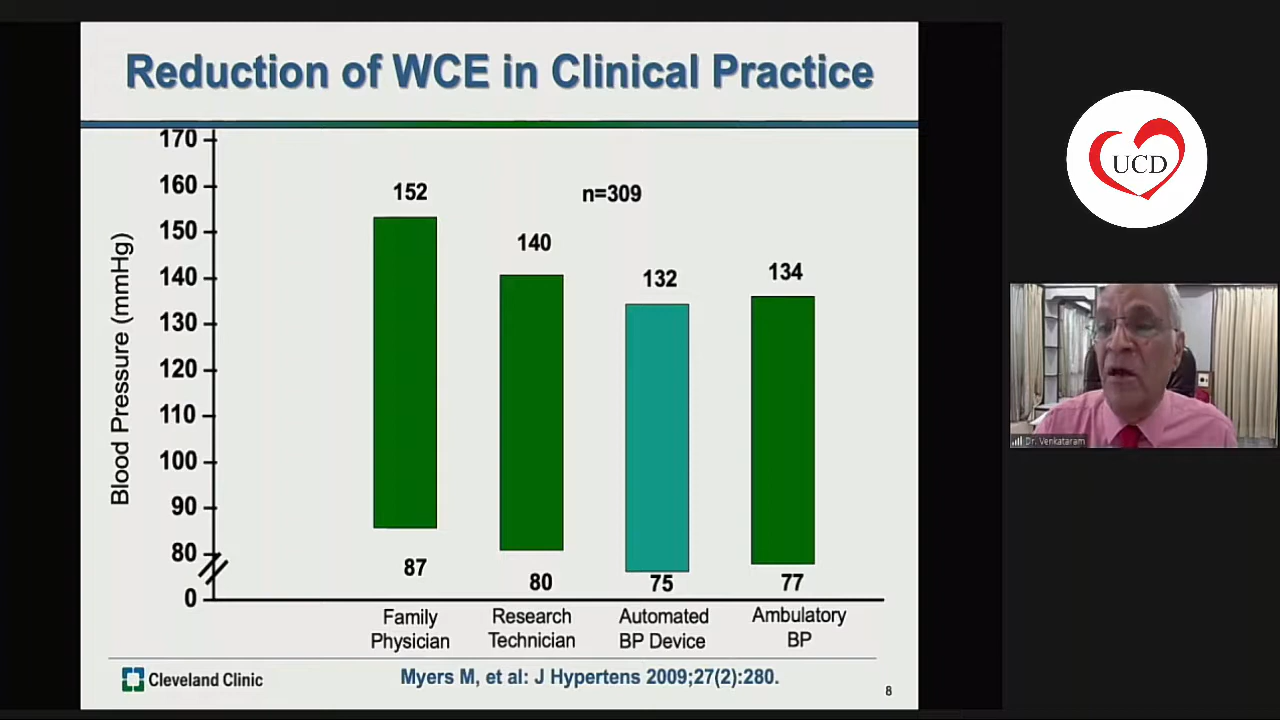 Reduction of WCE in Clinical Practice
Blood Pressure (mmHg)
170
160
150
140
130
120
110
100
90
80
0
n=309
152
140
132
134
87
80
75
77
Family
Physician
Research
Technician
Automated
BP Device
Ambulatory
BP
Cleveland Clinic
Myers M, et al: J Hypertens 2009;27(2):280.
8
UCD
Dr. Venkataram